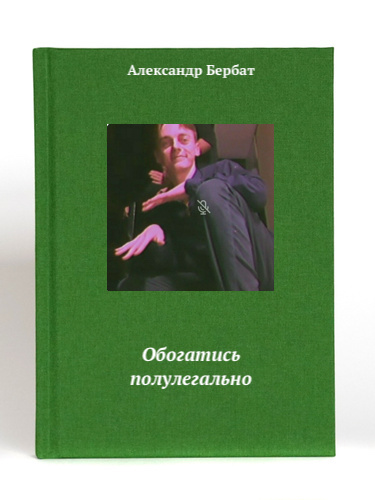 Александр Бербат
Обогатись
полулегально